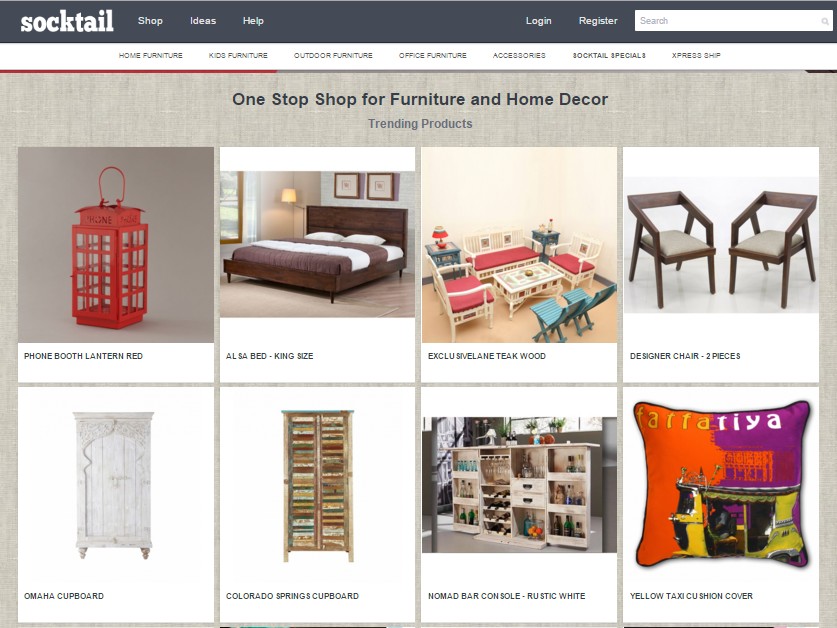 socktail
Shop
Ideas
Help
Login
Register
Search
HOME FURNITURE
KIDS FURNITURE
OUTDOOR FURNITURE
OFFICE FURNITURE
ACCESSORIES
SOCKTAIL SPECIALS
XPRESS SHIP
One Stop Shop for Furniture and Home Decor
Trending Products
PHONE
PHONE BOOTH LANTERN RED
ALSA BED - KING SIZE
EXCLUSIVELANE TEAK WOOD
DESIGNER CHAIR - 2 PIECES
fatfatiya
OMAHA CUPBOARD
COLORADO SPRINGS CUPBOARD
NOMAD BAR CONSOLE - RUSTIC WHITE
YELLOW TAXI CUSHION COVER